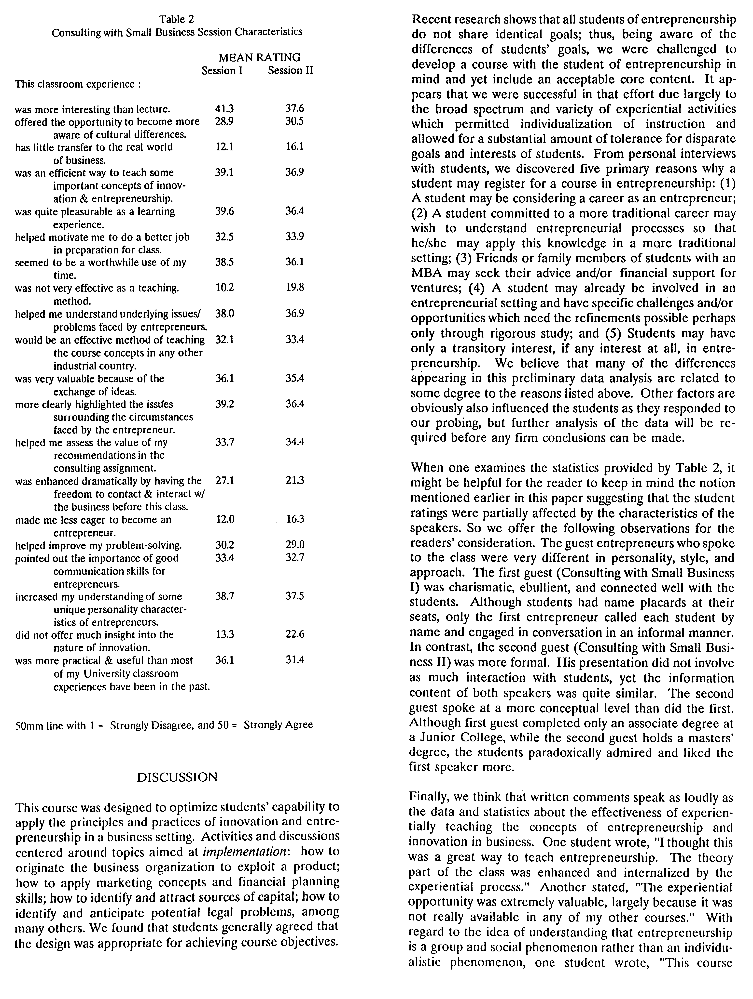 Table 2
Consulting with Small Business Session Characteristics
MEAN RATING
Session I Session II
This classroom experience :
was more interesting than lecture. 41.3 37.6
offered the opportunity to become more 28.9 30.5
aware of cultural differences.
has little transfer to the real world 12.1 16.1
of business.
was an efficient way to teach some 39.1 36.9
important concepts of innov-
ation & entrepreneurship.
was quite pleasurable as a learning 39.6 36.4
experience.
helped motivate me to do a better job 32.5 33.9
in preparation for class.
seemed to be a worthwhile use of my 38.5 36.1
time.
was not very effective as a teaching. 10.2 19.8
method.
helped me understand underlying issues/ 38.0 36.9
problems faced by entrepreneurs.
would be an effective method of teaching 32.1 33.4
the course concepts in any other
industrial country.
was very valuable because of the 36.1 35.4
exchange of ideas.
more clearly highlighted the issues 39.2 36.4
surrounding the circumstances
faced by the entrepreneur.
helped me assess the value of my 33.7 34.4
recommendations in the
consulting assignment.
was enhanced dramatically by having the 27.1 21.3
freedom to contact & interact w/
the business before this class.
made me less eager to become an 12.0 16.3
entrepreneur.
helped improve my problem-solving. 30.2 29.0
pointed out the importance of good 33.4 32.7
communication skills for
entrepreneurs.
increased my understanding of some 38.7 37.5
unique personality character-
istics of entrepreneurs.
did not offer much insight into the 13.3 22.6
nature of innovation.
was more practical & useful than most 36.1 31.4
of my University classroom
experiences have been in the past.
50mm line with 1 = Strongly Disagree, and 50 = Strongly Agree
DISCUSSION
This course was designed to optimize students' capability to
apply the principles and practices of innovation and entre-
preneurship in a business setting. Activities and discussions
centered around topics aimed at implementation: how to
originate the business organization to exploit a product;
how to apply marketing concepts and financial planning
skills; how to identify and attract sources of capital; how to
identify and anticipate potential legal problems, among
many others. We found that students generally agreed that
the design was appropriate for achieving course objectives.
Recent research shows that all students of entrepreneurship
do not share identical goals; thus, being aware of the
differences of students' goals, we were challenged to
develop a course with the student of entrepreneurship in
mind and yet include an acceptable core content. It ap-
pears that we were successful in that effort due largely to
the broad spectrum and variety of experiential activities
which permitted individualization of instruction and
allowed for a substantial amount of tolerance for disparate
goals and interests of students. From personal interviews
with students, we discovered five primary reasons why a
student may register for a course in entrepreneurship: (1)
A student may be considering a career as an entrepreneur;
(2) A student committed to a more traditional career may
wish to understand entrepreneurial processes so that
he/she may apply this knowledge in a more traditional
setting; (3) Friends or family members of students with an
MBA may seek their advice and/or financial support for
ventures; (4) A student may already be involved in an
entrepreneurial setting and have specific challenges and/or
opportunities which need the refinements possible perhaps
only through rigorous study; and (5) Students may have
only a transitory interest, if any interest at all, in entre-
preneurship. We believe that many of the differences
appearing in this preliminary data analysis are related to
some degree to the reasons listed above. Other factors are
obviously also influenced the students as they responded to
our probing, but further analysis of the data will be re-
quired before any firm conclusions can be made.
When one examines the statistics provided by Table 2, it
might be helpful for the reader to keep in mind the notion
mentioned earlier in this paper suggesting that the student
ratings were partially affected by the characteristics of the
speakers. So we offer the following observations for the
readers' consideration. The guest entrepreneurs who spoke
to the class were very different in personality, style, and
approach. The first guest (Consulting with Small Business
I) was charismatic, ebullient, and connected well with the
students. Although students had name placards at their
seats, only the first entrepreneur called each student by
name and engaged in conversation in an informal manner.
In contrast, the second guest (Consulting with Small Busi-
ness II) was more formal. His presentation did not involve
as much interaction with students, yet the information
content of both speakers was quite similar. The second
guest spoke at a more conceptual level than did the first.
Although first guest completed only an associate degree at
a Junior College, while the second guest holds a masters'
degree, the students paradoxically admired and liked the
first speaker more.
Finally, we think that written comments speak as loudly as
the data and statistics about the effectiveness of experien-
tially teaching the concepts of entrepreneurship and
innovation in business. One student wrote, "I thought this
was a great way to teach entrepreneurship. The theory
part of the class was enhanced and internalized by the
experiential process." Another stated, "The experiential
opportunity was extremely valuable, largely because it was
not really available in any of my other courses." With
regard to the idea of understanding that entrepreneurship
is a group and social phenomenon rather than an individu-
alistic phenomenon, one student wrote, "This course